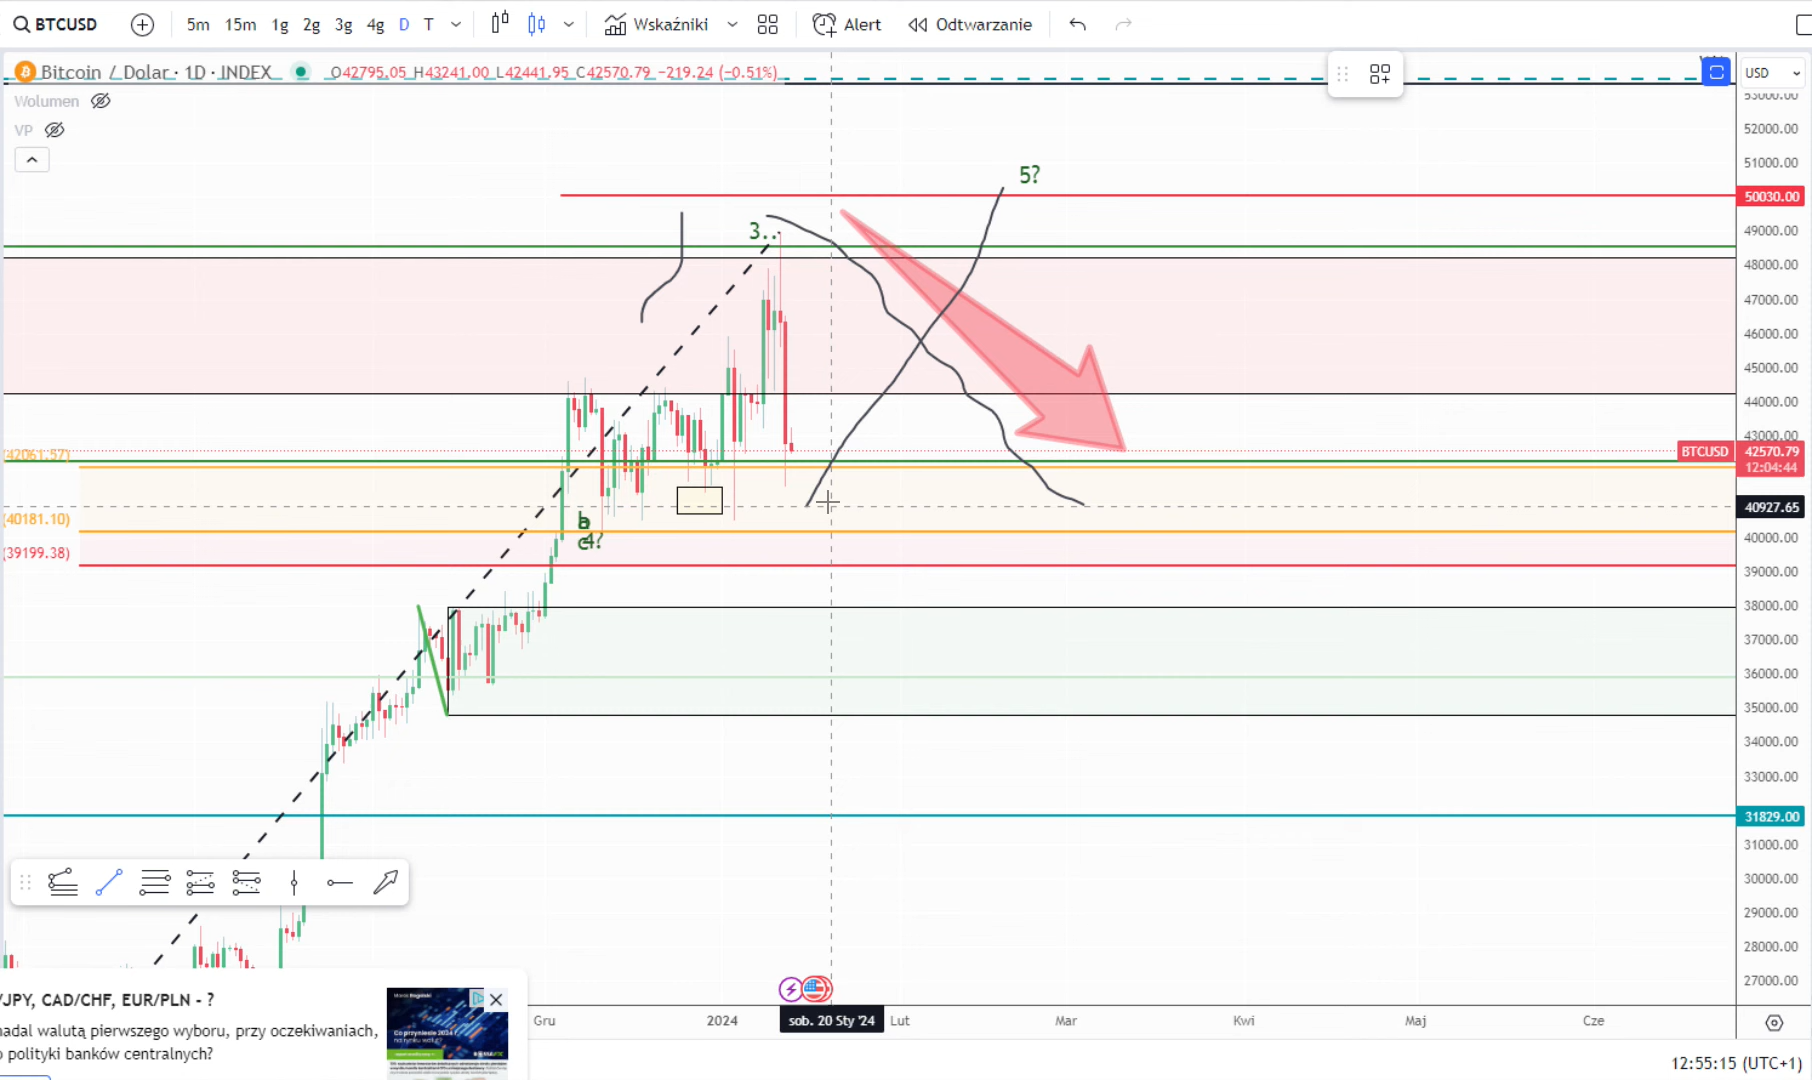 BTCUSD 5m 15m 1g 2g 3g 4g D T Wskaźniki Alert Odtwarzanie
Bitcoin / Dolar · 1D · INDEX O42795.05 H43241.00 L42441.95 C42570.79 −219.24 (−0.51%)
USD
Wolumen
VP
53000.00
52000.00
51000.00
50030.00
49000.00
48000.00
47000.00
46000.00
45000.00
44000.00
43000.00
BTCUSD 42570.79
12:04:44
40927.65
40000.00
39000.00
38000.00
37000.00
36000.00
35000.00
34000.00
33000.00
31829.00
31000.00
30000.00
29000.00
28000.00
27000.00
5?
3..
(42061.57)
(40181.10)
(39199.38)
b
c
4?
/JPY, CAD/CHF, EUR/PLN - ?
nadal walutą pierwszego wyboru, przy oczekiwaniach,
o polityki banków centralnych?
Co przyniesie 2024
Gru 2024 sob. 20 Sty '24 Lut Mar Kwi Maj Cze
12:55:15 (UTC+1)